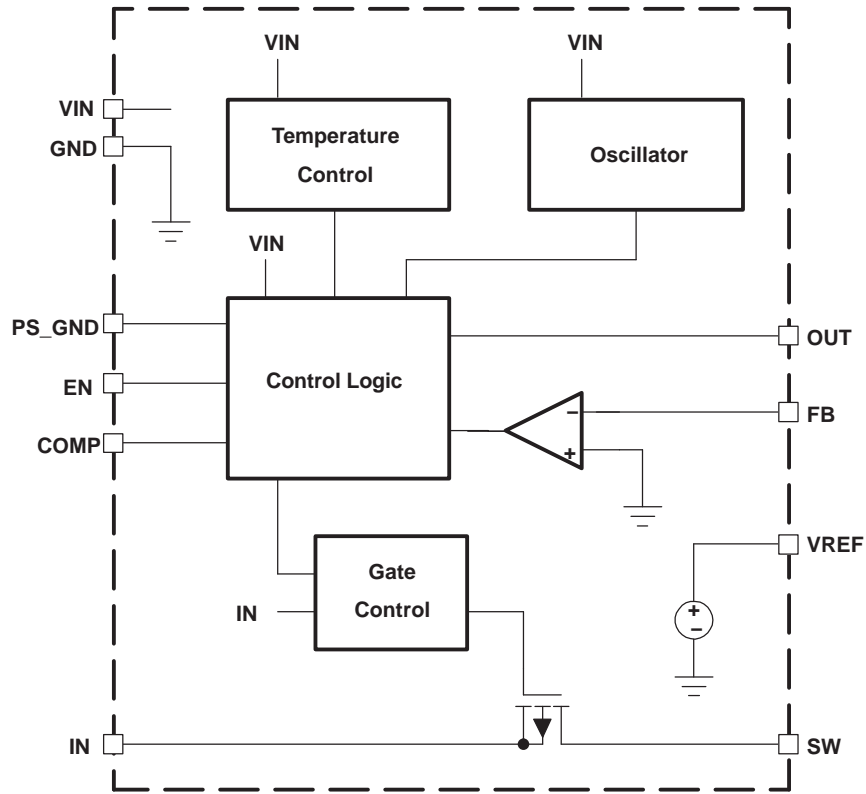 VIN
VIN
VIN
GND
Temperature
Control
Oscillator
VIN
PS_GND
EN
COMP
Control Logic
OUT
FB
−
+
VREF
Gate
Control
IN
+
−
IN
SW